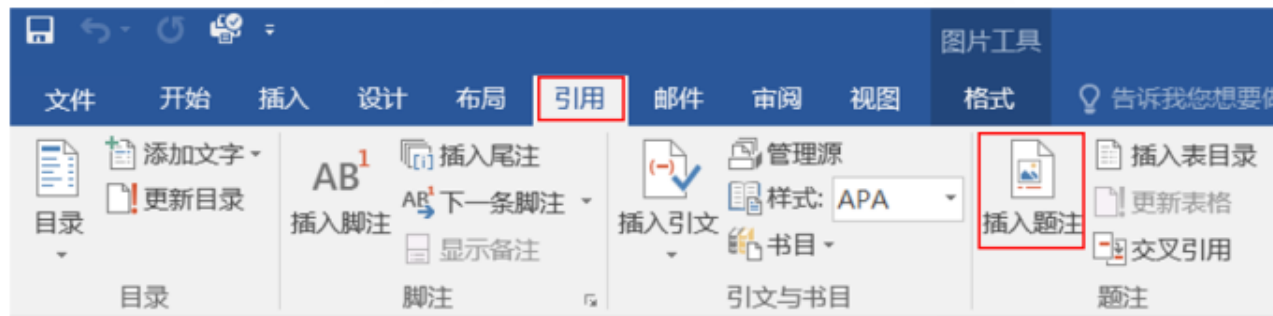 图片工具
文件 开始 插入 设计 布局 引用 邮件 审阅 视图 格式 告诉我您想要做
目录
添加文字
更新目录
目录
AB1
插入脚注
插入尾注
AB1 下一条脚注
显示备注
脚注
插入引文
管理源
样式: APA
书目
引文与书目
插入题注
插入表目录
更新表格
交叉引用
题注